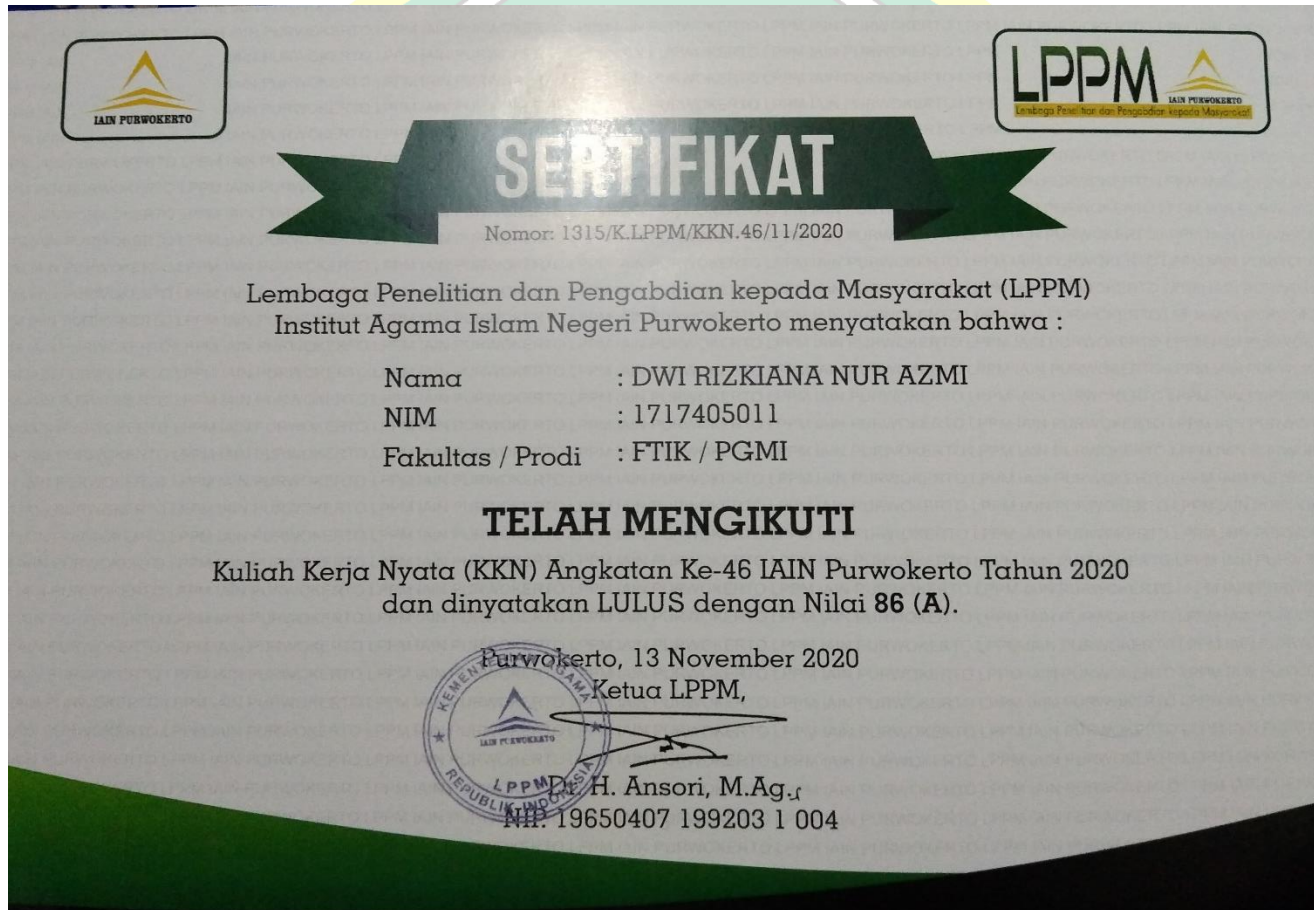 IAIN PURWOKERTO
LPPM
IAIN PURWOKERTO
Lembaga Penelitian dan Pengabdian kepada Masyarakat
SERTIFIKAT
Nomor: 1315/K.LPPM/KKN.46/11/2020
Lembaga Penelitian dan Pengabdian kepada Masyarakat (LPPM)
Institut Agama Islam Negeri Purwokerto menyatakan bahwa :
Nama : DWI RIZKIANA NUR AZMI
NIM : 1717405011
Fakultas / Prodi : FTIK / PGMI
TELAH MENGIKUTI
Kuliah Kerja Nyata (KKN) Angkatan Ke-46 IAIN Purwokerto Tahun 2020
dan dinyatakan LULUS dengan Nilai 86 (A).
Purwokerto, 13 November 2020
Ketua LPPM,
KEMENTERIAN AGAMA
IAIN PURWOKERTO
LPPM
REPUBLIK INDONESIA
Dr. H. Ansori, M.Ag.
NIP. 19650407 199203 1 004